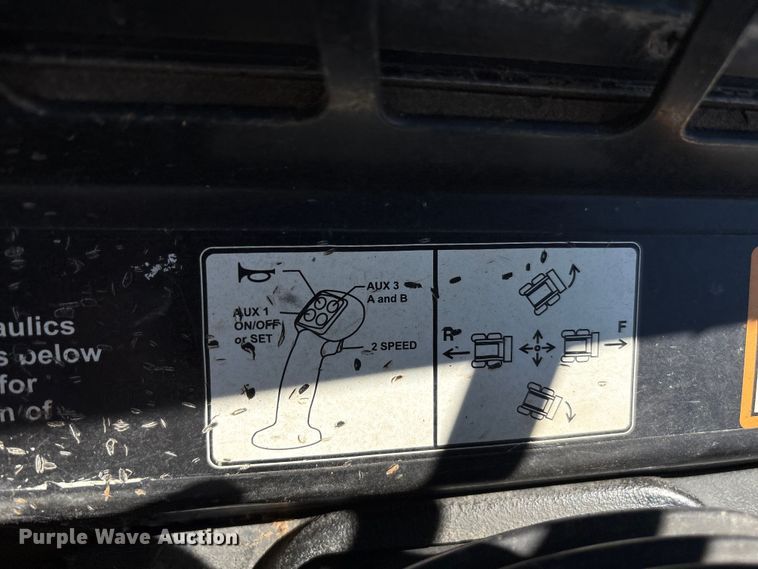 aulics
s below
for
n of
AUX 3
A and B
AUX 1
ON/OFF
or SET
2 SPEED
R
F
Purple Wave Auction